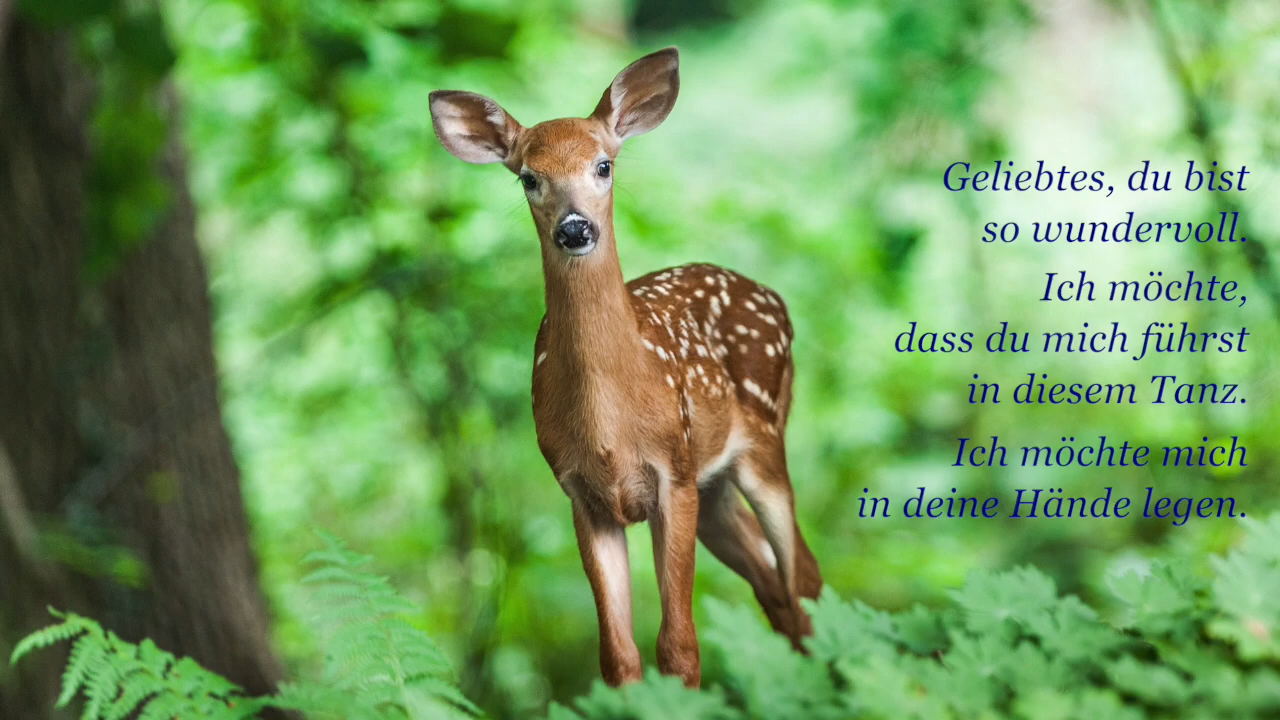 Geliebtes, du bist
so wundervoll.
Ich möchte,
dass du mich führst
in diesem Tanz.
Ich möchte mich
in deine Hände legen.